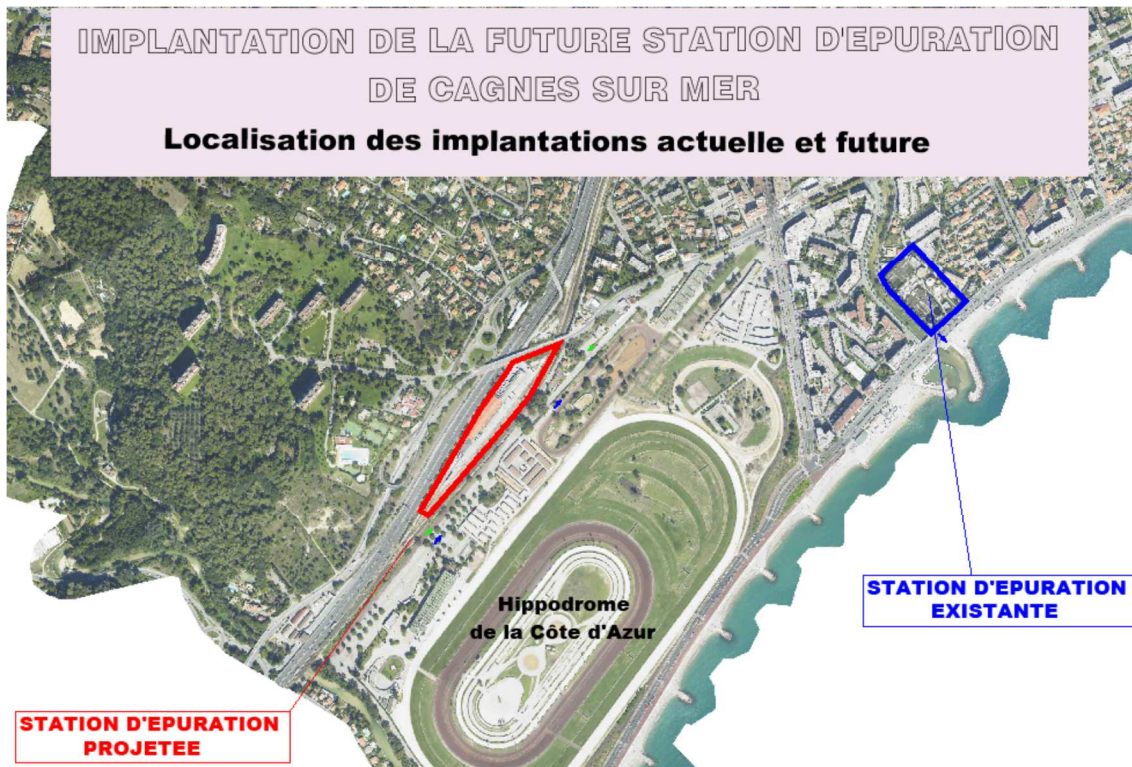 IMPLANTATION DE LA FUTURE STATION D'EPURATION
DE CAGNES SUR MER
Localisation des implantations actuelle et future
STATION D'EPURATION
EXISTANTE
Hippodrome
de la Côte d'Azur
STATION D'EPURATION
PROJETEE